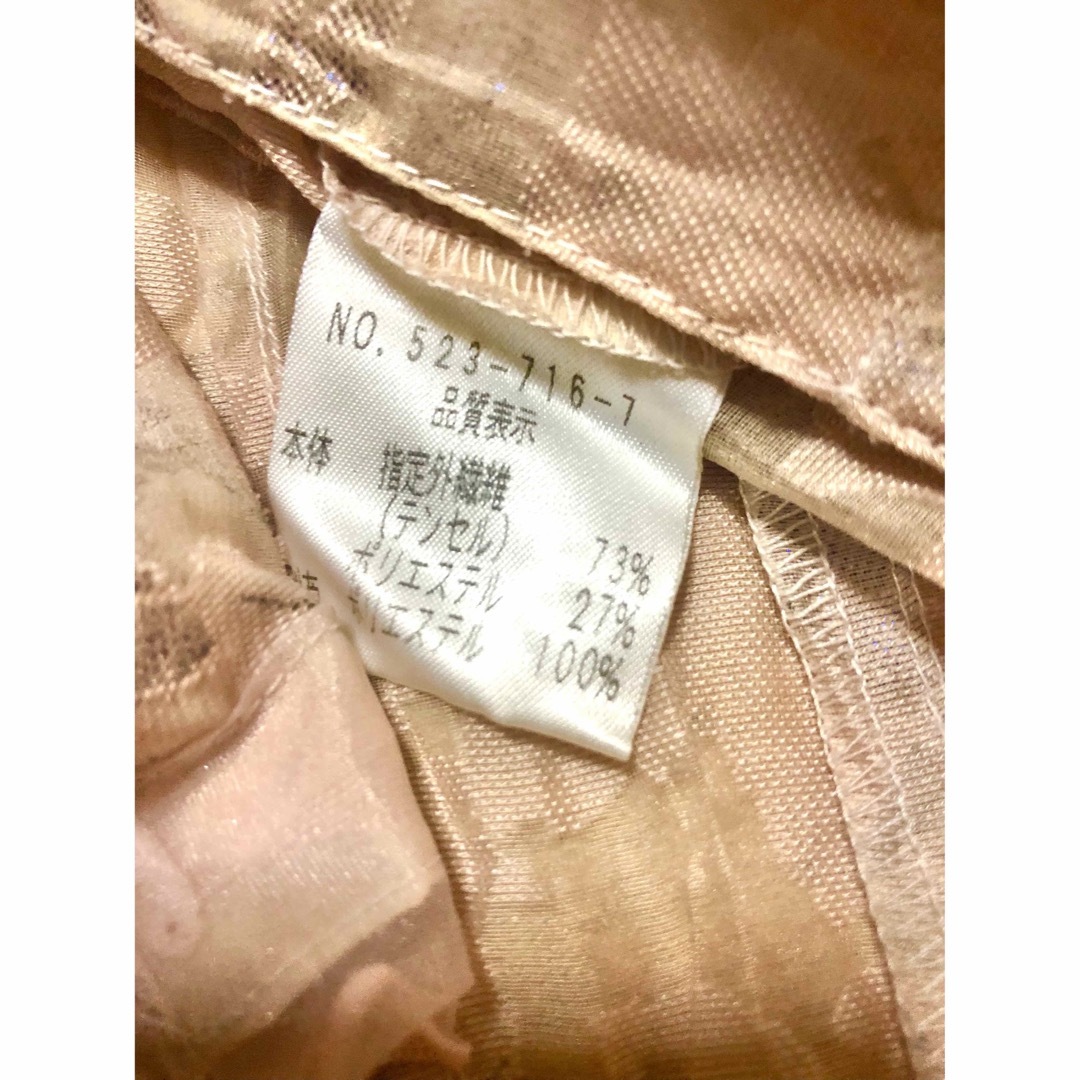 NO. 523-716-7
品質表示
本体 指定外繊維
(テンセル) 73%
ポリエステル 27%
ポリエステル 100%